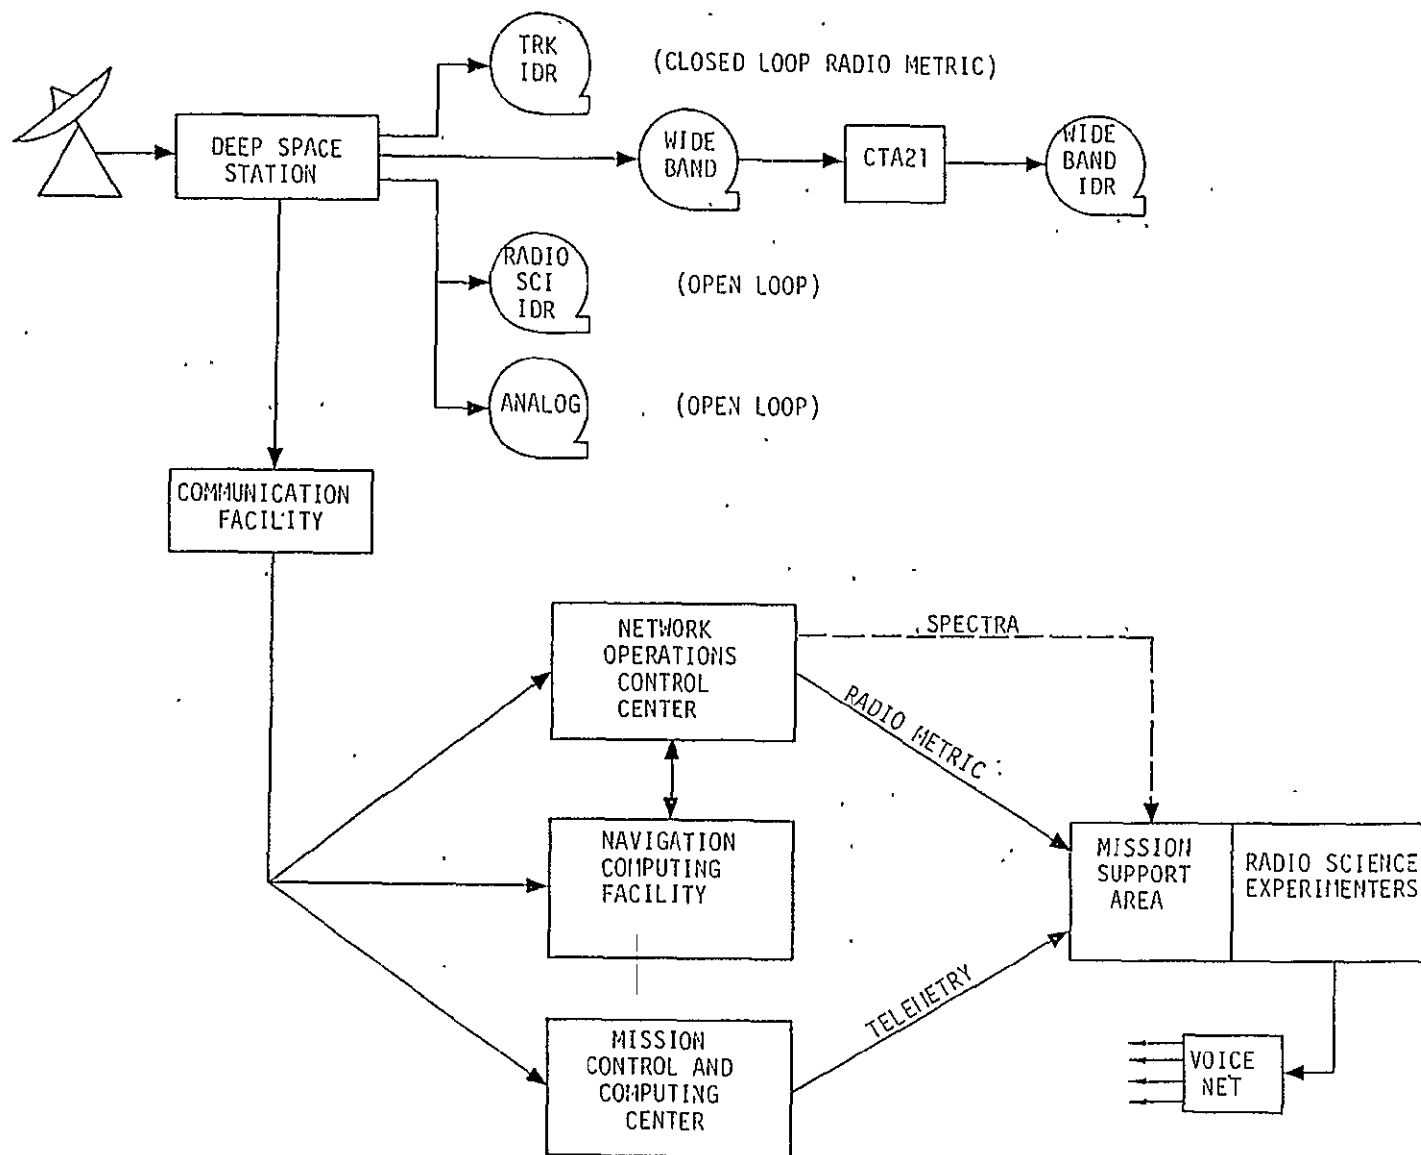 TRK
IDR
(CLOSED LOOP RADIO METRIC)
DEEP SPACE
STATION
WIDE
BAND
CTA21
WIDE
BAND
IDR
RADIO
SCI
IDR
(OPEN LOOP)
ANALOG
(OPEN LOOP)
COMMUNICATION
FACILITY
NETWORK
OPERATIONS
CONTROL
CENTER
SPECTRA
RADIO METRIC
NAVIGATION
COMPUTING
FACILITY
MISSION
SUPPORT
AREA
RADIO SCIENCE
EXPERIMENTERS
TELEMETRY
MISSION
CONTROL AND
COMPUTING
CENTER
VOICE
NET